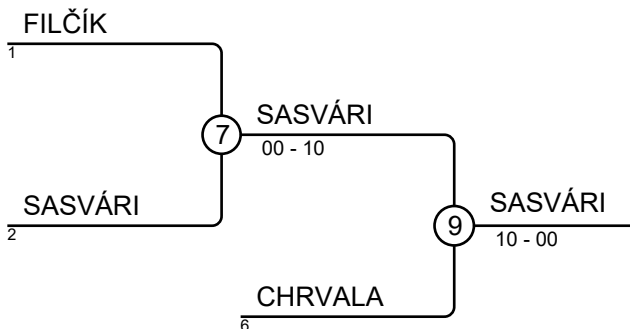 FILČÍK
1
7
SASVÁRI
00 - 10
SASVÁRI
2
9
SASVÁRI
10 - 00
CHRVALA
6